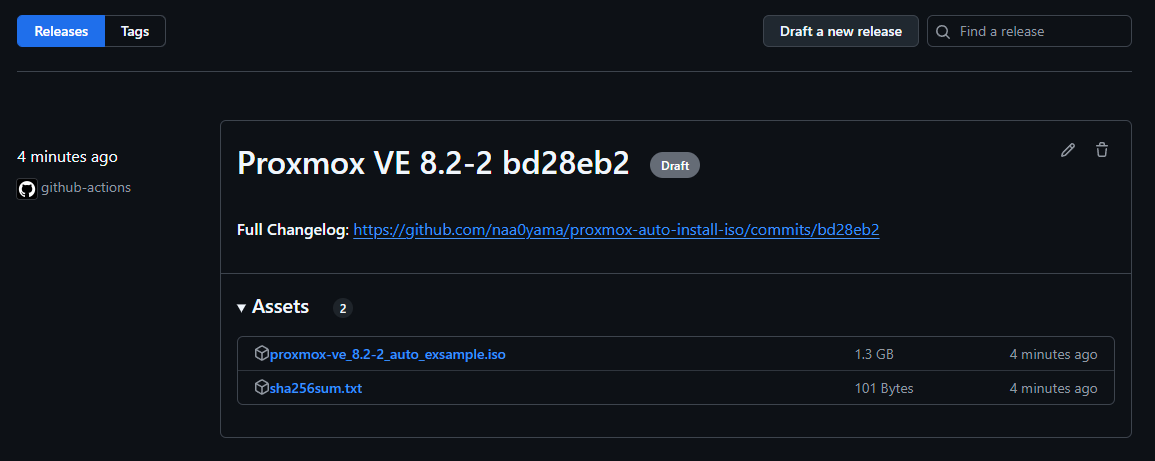 Releases Tags Draft a new release Find a release
4 minutes ago
github-actions
Proxmox VE 8.2-2 bd28eb2 Draft
Full Changelog: https://github.com/naa0yama/proxmox-auto-install-iso/commits/bd28eb2
Assets 2
proxmox-ve_8.2-2_auto_exsample.iso 1.3 GB 4 minutes ago
sha256sum.txt 101 Bytes 4 minutes ago